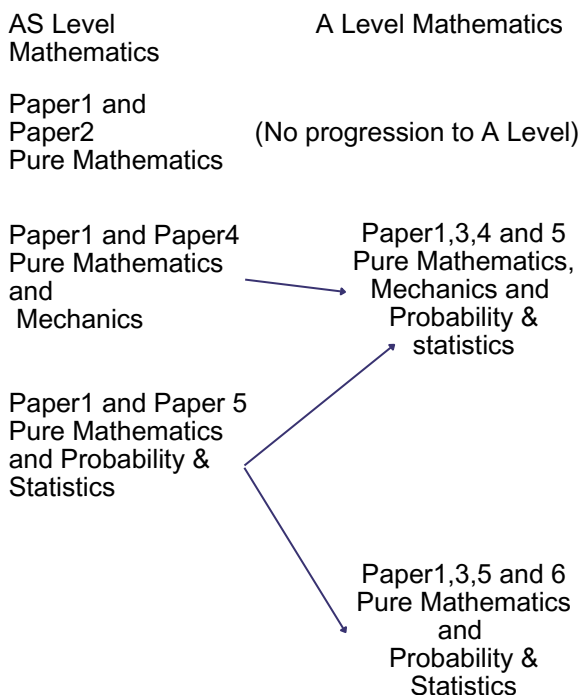 AS Level
Mathematics
A Level Mathematics
Paper1 and
Paper2
Pure Mathematics
(No progression to A Level)
Paper1 and Paper4
Pure Mathematics
and
Mechanics
Paper1,3,4 and 5
Pure Mathematics,
Mechanics and
Probability &
statistics
Paper1 and Paper 5
Pure Mathematics
and Probability &
Statistics
Paper1,3,5 and 6
Pure Mathematics
and
Probability &
Statistics